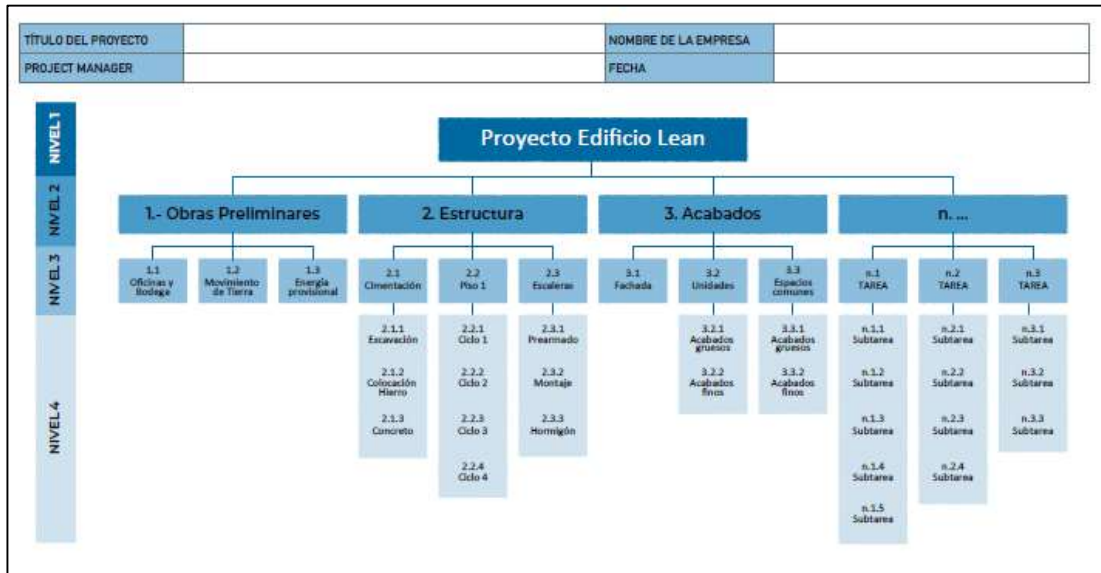 TÍTULO DEL PROYECTO
NOMBRE DE LA EMPRESA
PROJECT MANAGER
FECHA
NIVEL 1
Proyecto Edificio Lean
NIVEL 2
1.- Obras Preliminares
2. Estructura
3. Acabados
n. ...
NIVEL 3
1.1
Oficinas y
Bodega
1.2
Movimiento
de Tierra
1.3
Energía
provisional
2.1
Cimentación
2.2
Piso 1
2.3
Escaleras
3.1
Fachada
3.2
Unidades
3.3
Espacios
comunes
n.1
TAREA
n.2
TAREA
n.3
TAREA
NIVEL 4
2.1.1
Excavación
2.1.2
Colocación
Hierro
2.1.3
Concreto
2.2.1
Ciclo 1
2.2.2
Ciclo 2
2.2.3
Ciclo 3
2.2.4
Ciclo 4
2.3.1
Prearmado
2.3.2
Montaje
2.3.3
Hormigón
3.2.1
Acabados
gruesos
3.2.2
Acabados
finos
3.3.1
Acabados
gruesos
3.3.2
Acabados
finos
n.1.1
Subtarea
n.1.2
Subtarea
n.1.3
Subtarea
n.1.4
Subtarea
n.1.5
Subtarea
n.2.1
Subtarea
n.2.2
Subtarea
n.2.3
Subtarea
n.2.4
Subtarea
n.3.1
Subtarea
n.3.2
Subtarea
n.3.3
Subtarea